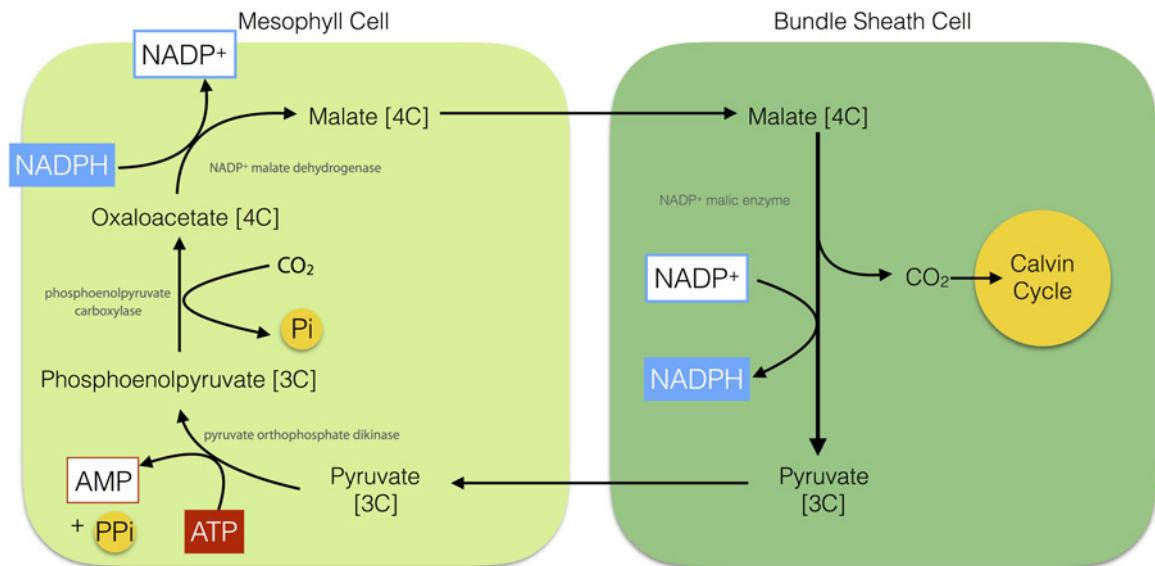 Mesophyll Cell
Bundle Sheath Cell
NADP+
Malate [4C]
NADPH
NADP+ malate dehydrogenase
Oxaloacetate [4C]
CO₂
phosphoenolpyruvate
carboxylase
Pi
Phosphoenolpyruvate [3C]
pyruvate orthophosphate dikinase
AMP
+ PPi
ATP
Pyruvate
[3C]
Malate [4C]
NADP+ malic enzyme
NADP+
CO₂
Calvin
Cycle
NADPH
Pyruvate
[3C]